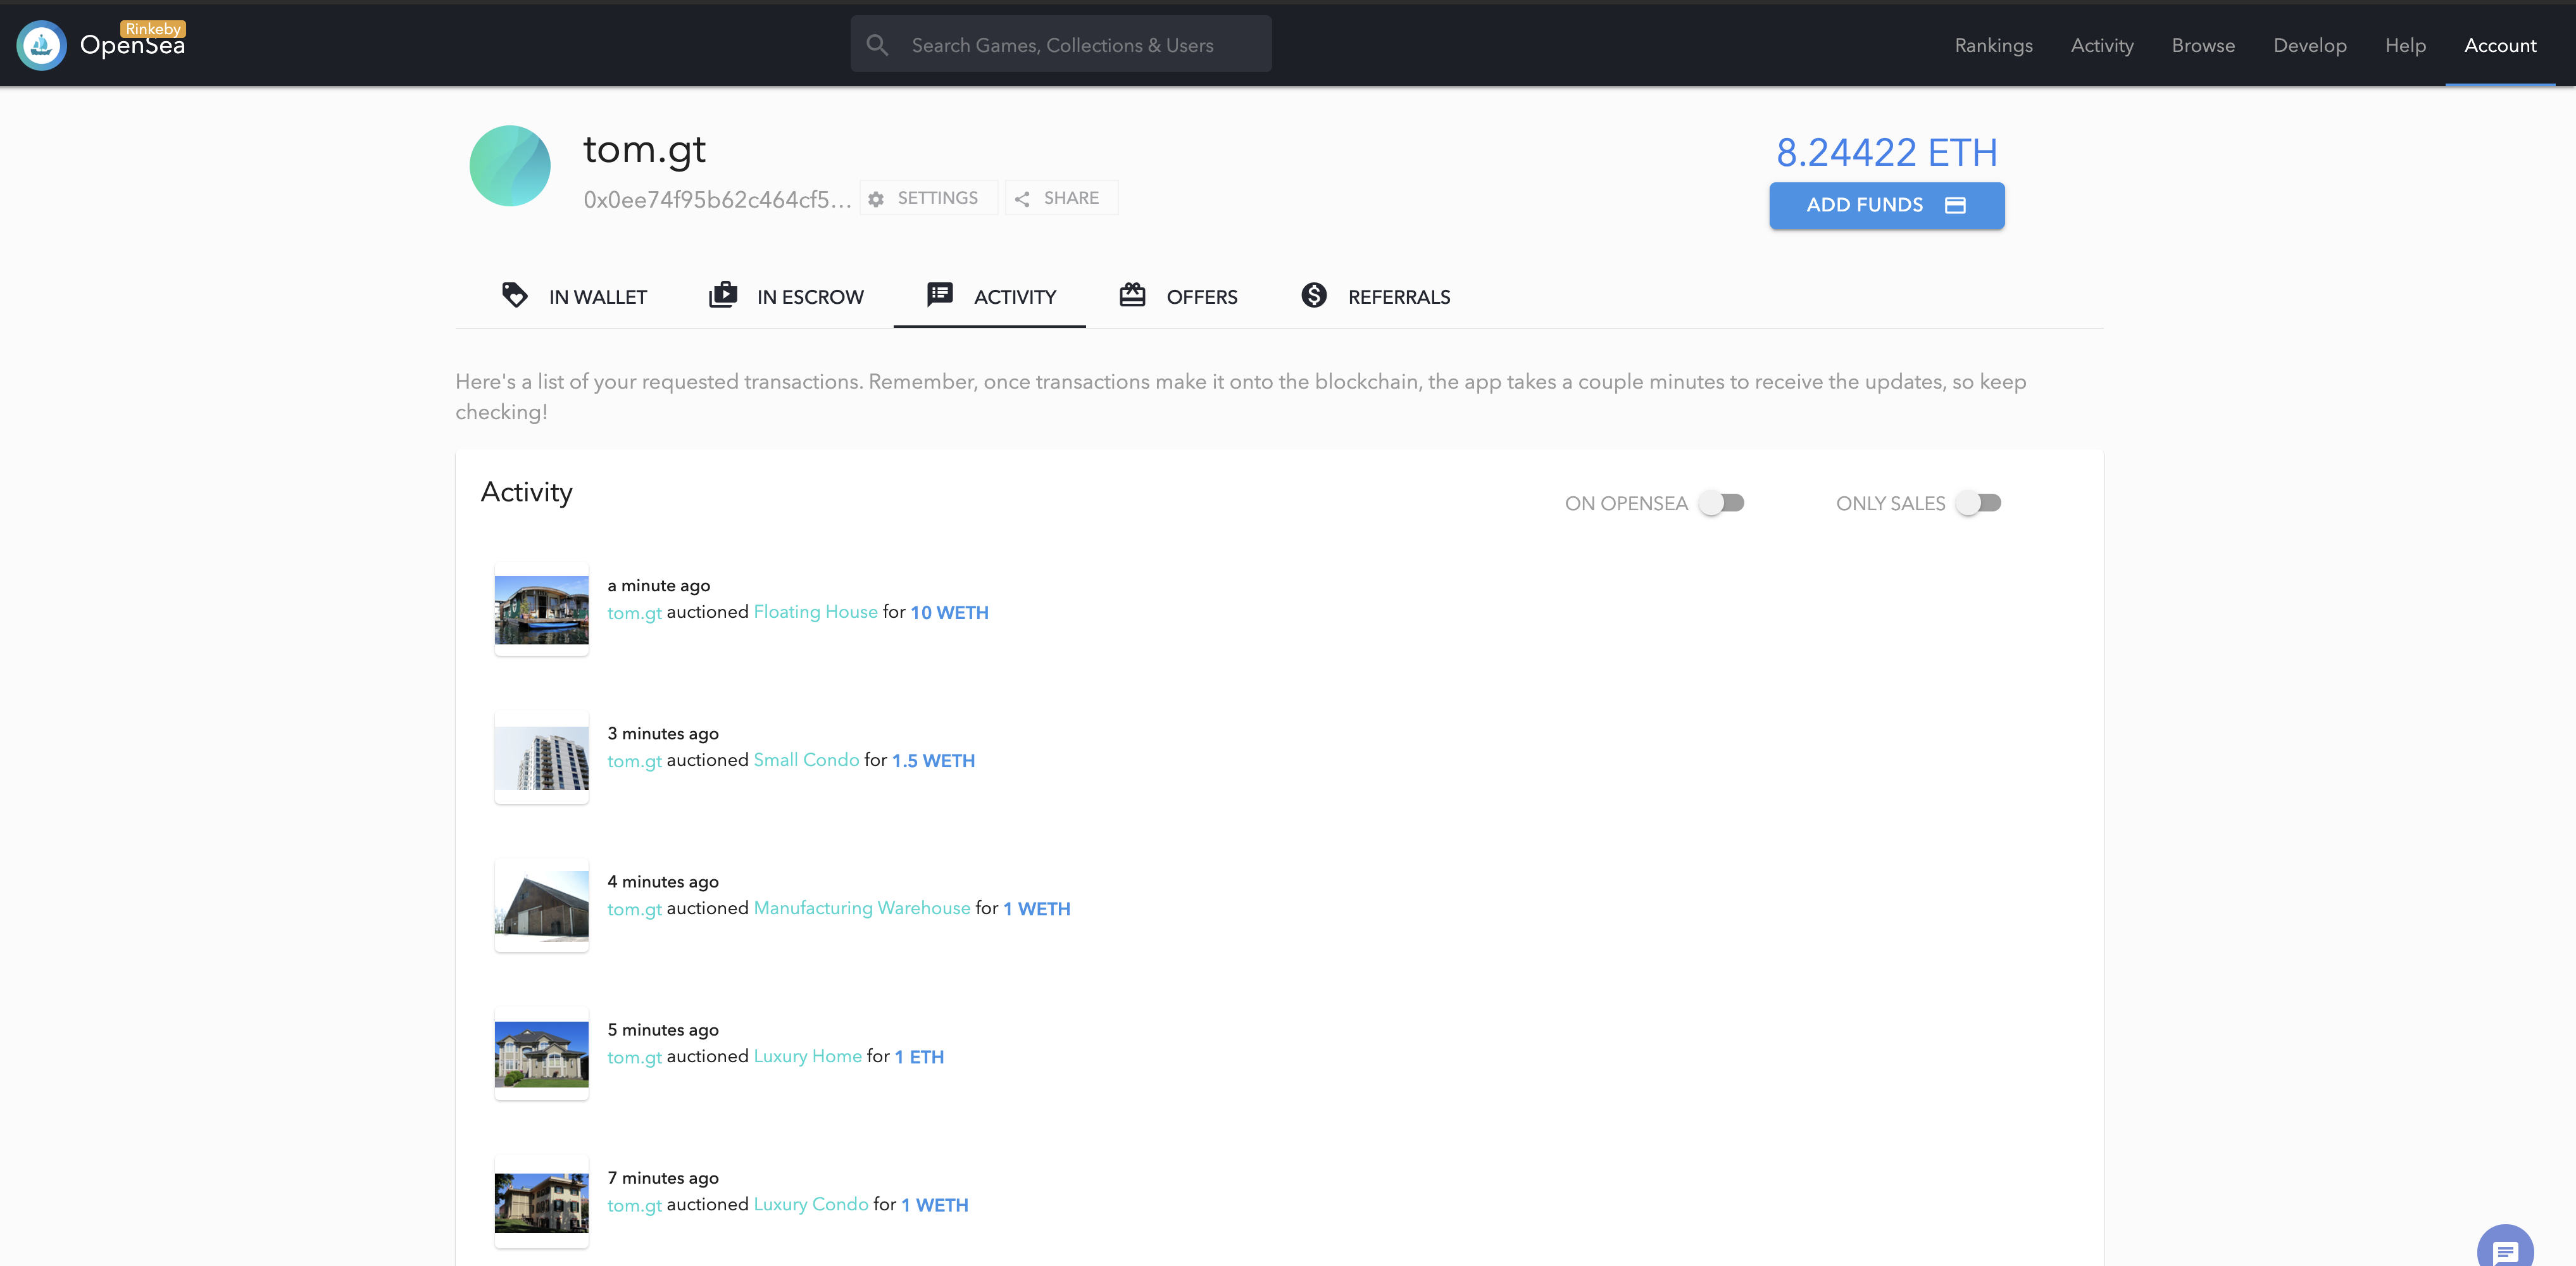 Rinkeby
OpenSea
Search Games, Collections & Users
Rankings Activity Browse Develop Help Account
tom.gt
0x0ee74f95b62c464cf5... SETTINGS SHARE
8.24422 ETH
ADD FUNDS
IN WALLET IN ESCROW ACTIVITY OFFERS REFERRALS
Here's a list of your requested transactions. Remember, once transactions make it onto the blockchain, the app takes a couple minutes to receive the updates, so keep
checking!
Activity
ON OPENSEA ONLY SALES
a minute ago
tom.gt auctioned Floating House for 10 WETH
3 minutes ago
tom.gt auctioned Small Condo for 1.5 WETH
4 minutes ago
tom.gt auctioned Manufacturing Warehouse for 1 WETH
5 minutes ago
tom.gt auctioned Luxury Home for 1 ETH
7 minutes ago
tom.gt auctioned Luxury Condo for 1 WETH